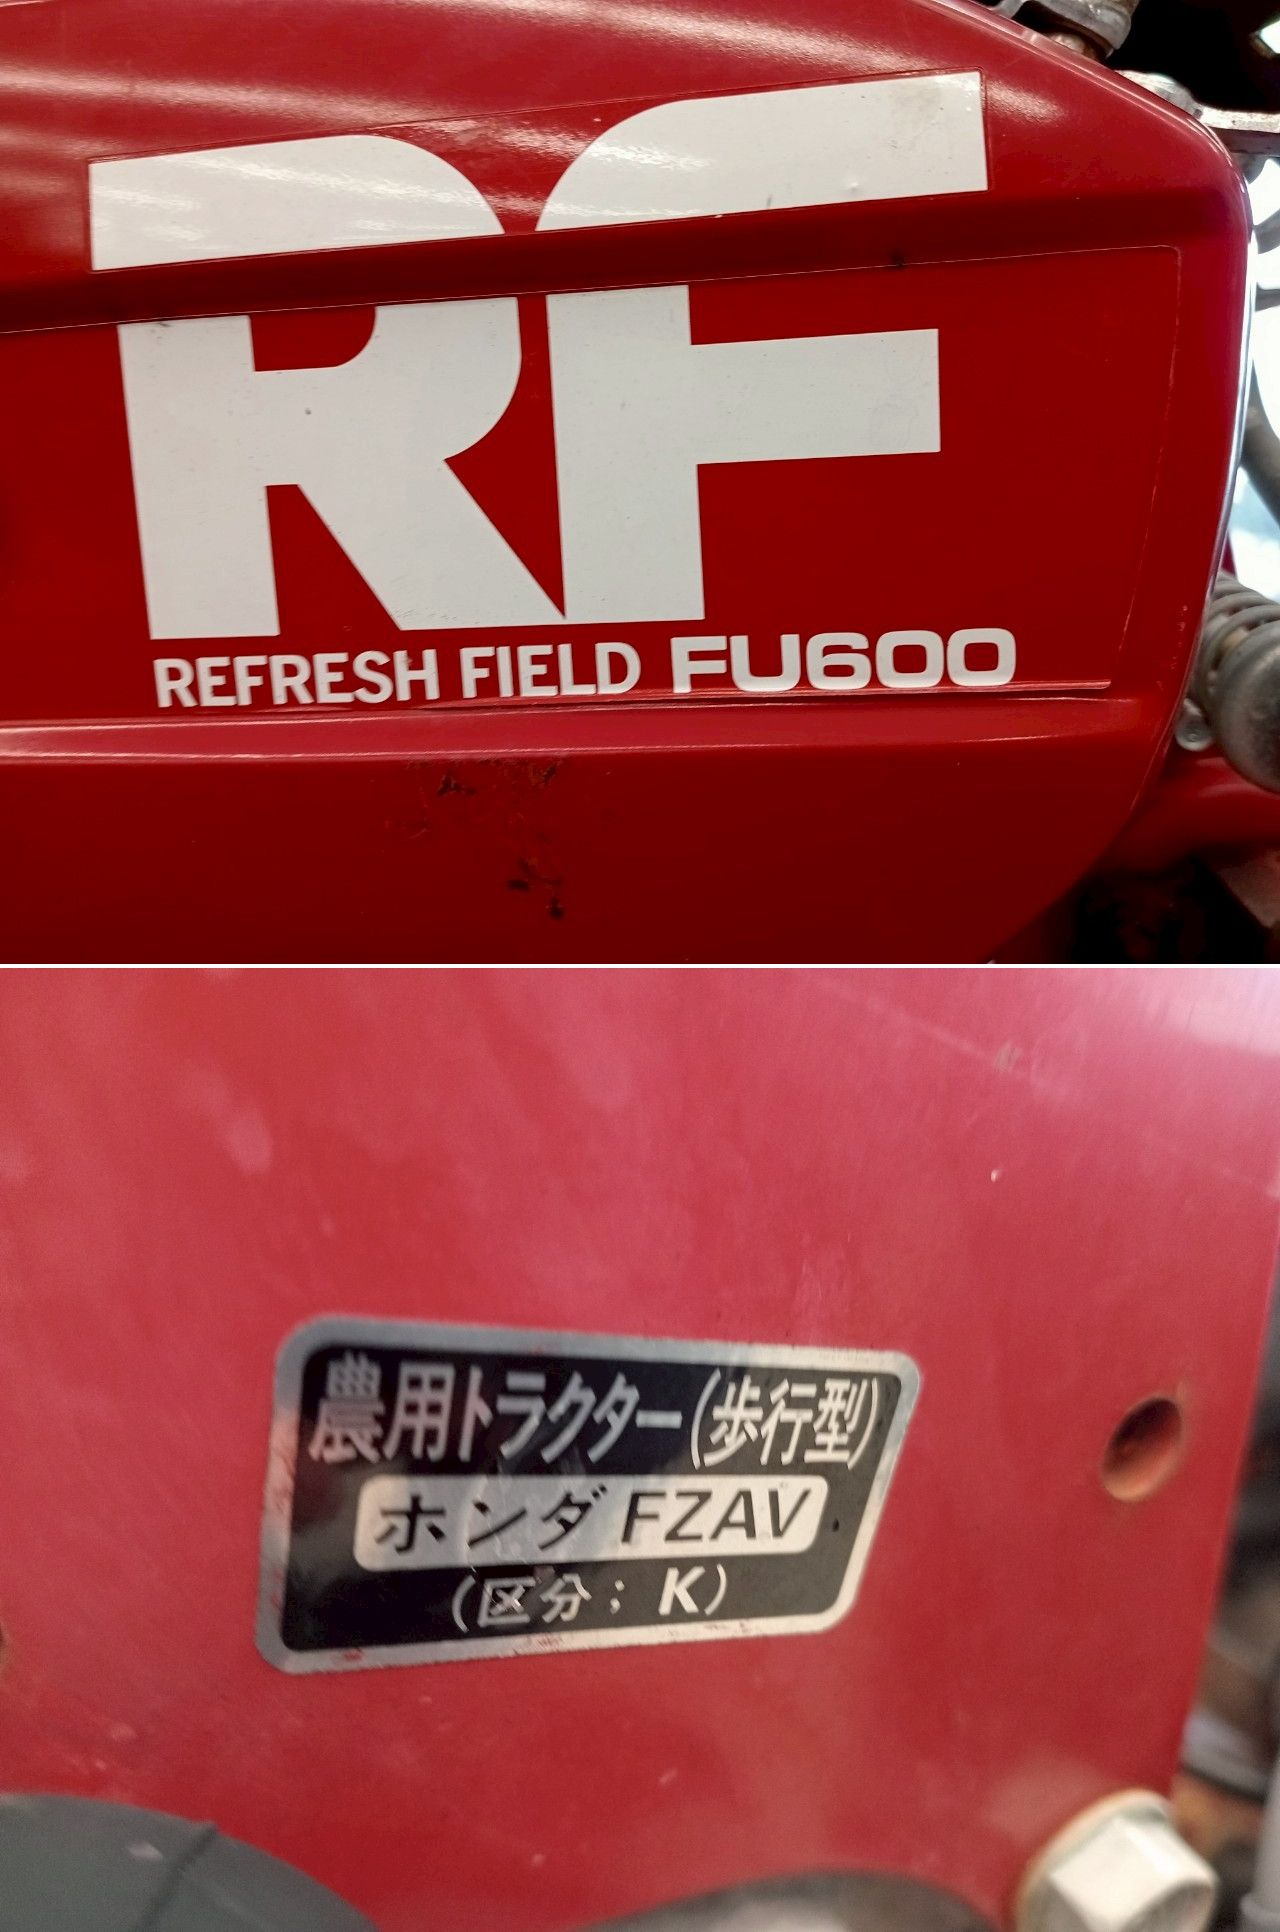 RF
REFRESH FIELD FU600
農用トラクター(歩行型)
ホンダ FZAV
(区分; K)